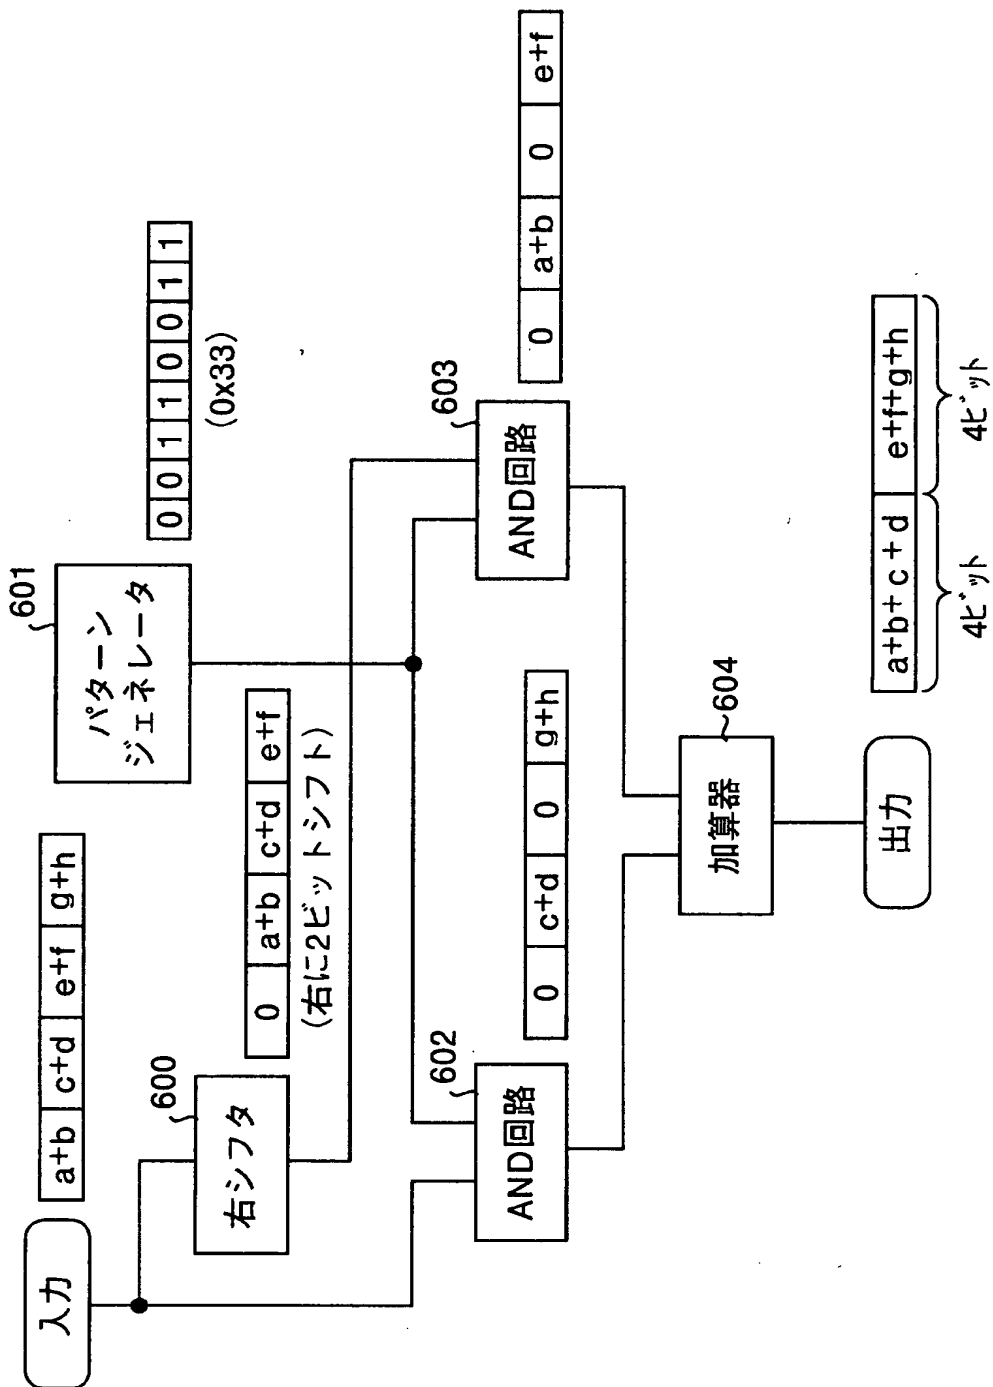 入力
a+b c+d e+f g+h
601
パターン
ジェネレータ
0 0 1 1 0 0 1 1
(0x33)
600
右シフタ
0 a+b c+d e+f
(右に2ビットシフト)
602
AND回路
0 c+d 0 g+h
603
AND回路
0 a+b 0 e+f
604
加算器
出力
a+b+c+d e+f+g+h
4ビット 4ビット